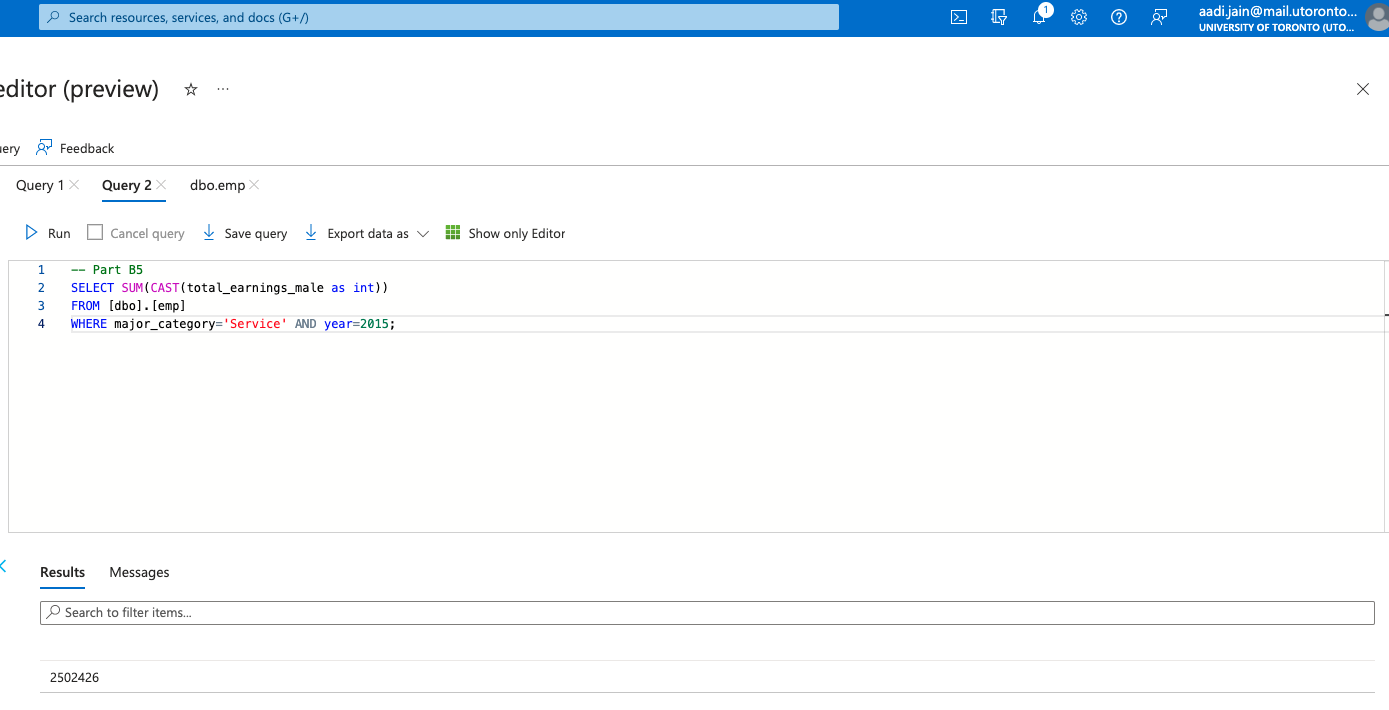 Search resources, services, and docs (G+/)
1
aadi.jain@mail.utoronto...
UNIVERSITY OF TORONTO (UTO...
editor (preview)
Feedback
Query 1
Query 2
dbo.emp
Run
Cancel query
Save query
Export data as
Show only Editor
1 -- Part B5
2 SELECT SUM(CAST(total_earnings_male as int))
3 FROM [dbo].[emp]
4 WHERE major_category='Service' AND year=2015;
Results
Messages
Search to filter items...
2502426